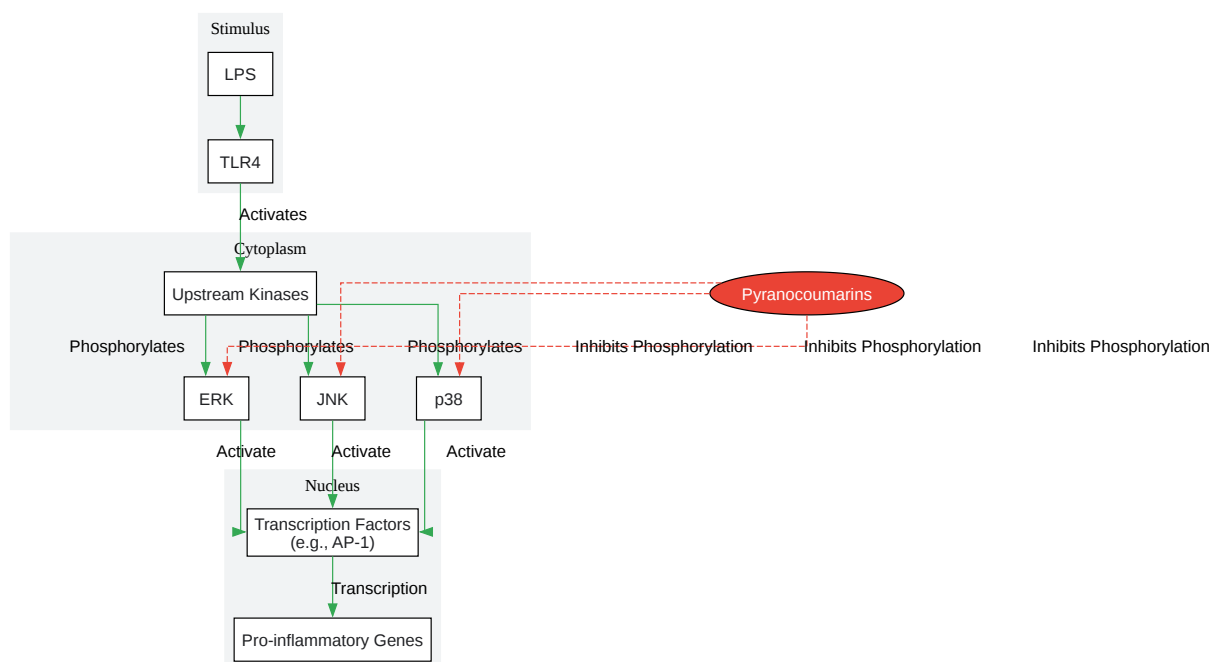 Stimulus
LPS
TLR4
Activates
Cytoplasm
Upstream Kinases
Pyranocoumarins
Phosphorylates
Phosphorylates
Phosphorylates
Inhibits Phosphorylation
Inhibits Phosphorylation
Inhibits Phosphorylation
ERK
JNK
p38
Activate
Activate
Activate
Nucleus
Transcription Factors
(e.g., AP-1)
Transcription
Pro-inflammatory Genes